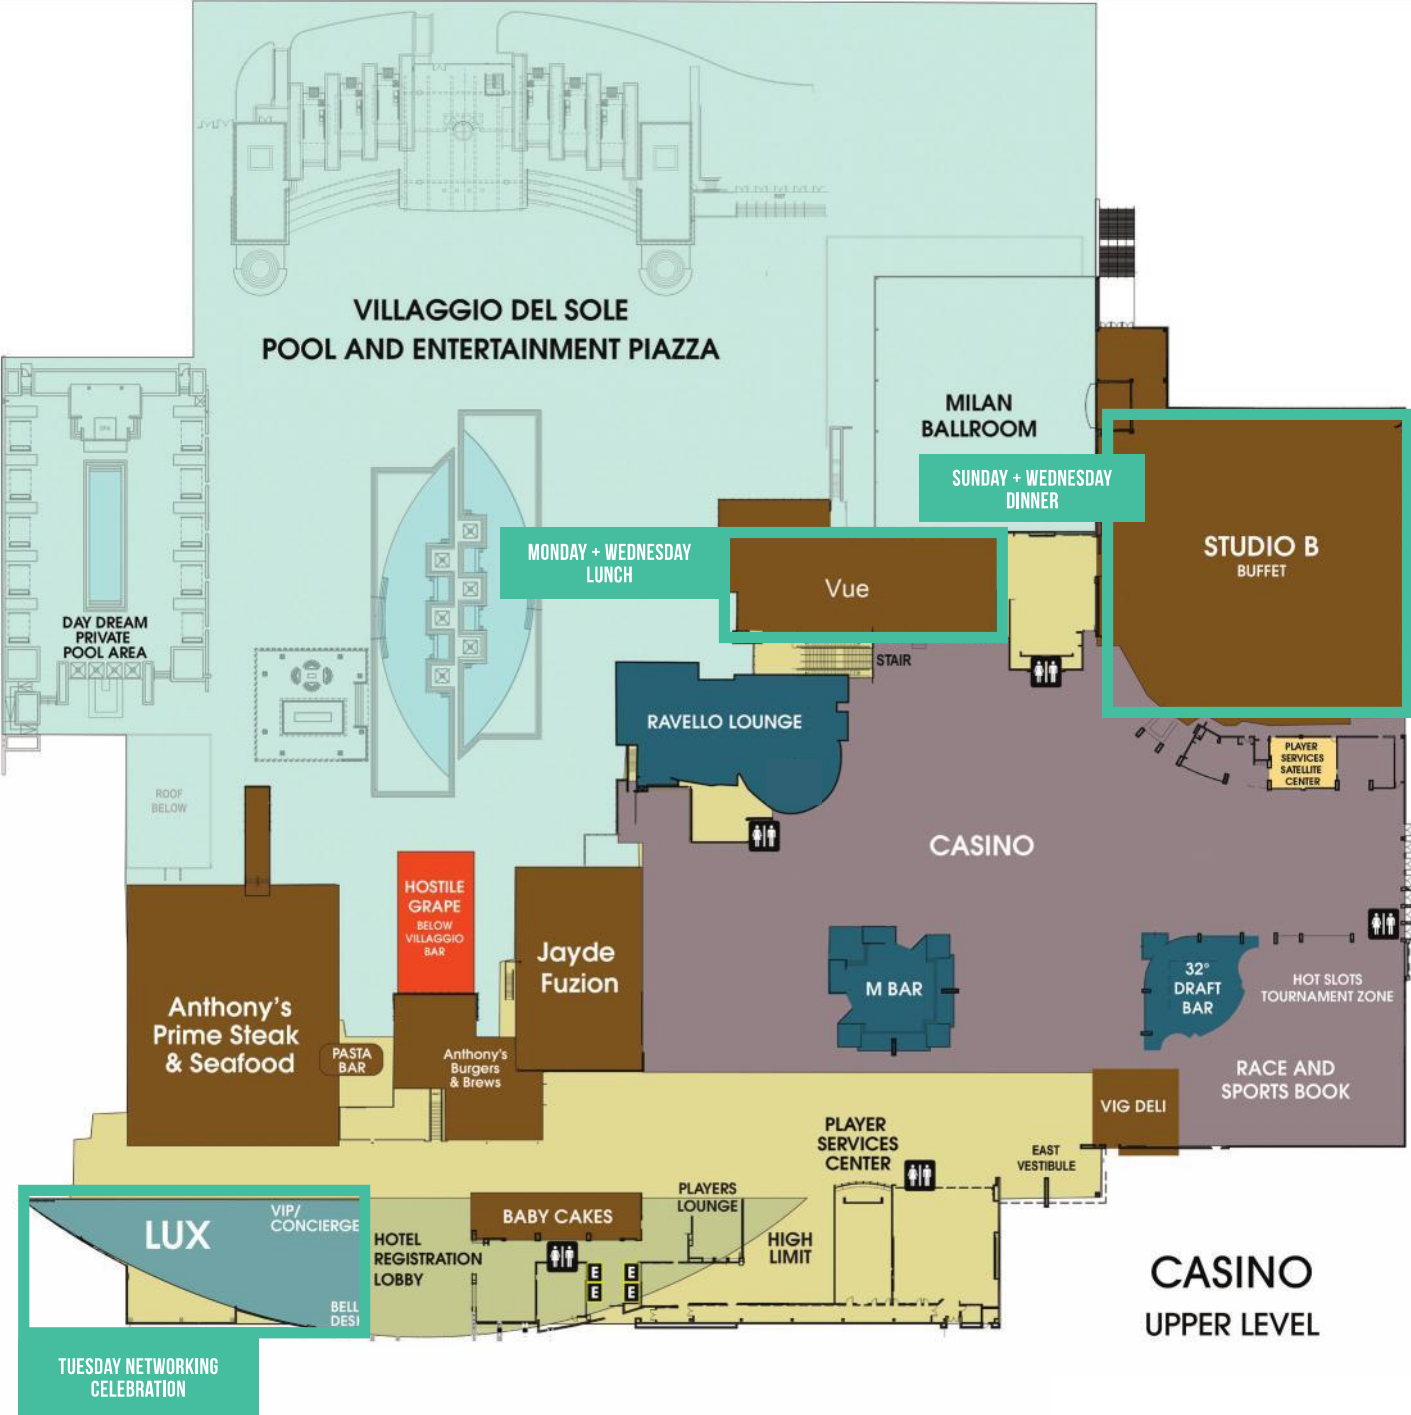 VILLAGGIO DEL SOLE
POOL AND ENTERTAINMENT PIAZZA
MILAN
BALLROOM
SUNDAY + WEDNESDAY
DINNER
STUDIO B
BUFFET
MONDAY + WEDNESDAY
LUNCH
Vue
SPA
DAY DREAM
PRIVATE
POOL AREA
STAIR
RAVELLO LOUNGE
PLAYER
SERVICES
SATELLITE
CENTER
ROOF
BELOW
CASINO
HOSTILE
GRAPE
BELOW
VILLAGGIO
BAR
Jayde
Fuzion
M BAR
32°
DRAFT
BAR
HOT SLOTS
TOURNAMENT ZONE
Anthony's
Prime Steak
& Seafood
PASTA
BAR
Anthony's
Burgers
& Brews
RACE AND
SPORTS BOOK
VIG DELI
PLAYER
SERVICES
CENTER
EAST
VESTIBULE
LUX
VIP/
CONCIERGE
HOTEL
REGISTRATION
LOBBY
BELL
DESK
BABY CAKES
PLAYERS
LOUNGE
HIGH
LIMIT
E E
E E
CASINO
UPPER LEVEL
TUESDAY NETWORKING
CELEBRATION